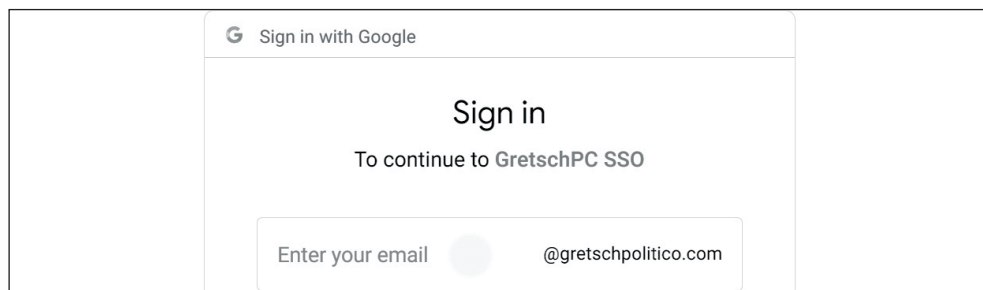 Sign in with Google
Sign in
To continue to GretschPC SSO
Enter your email @gretschpolitico.com